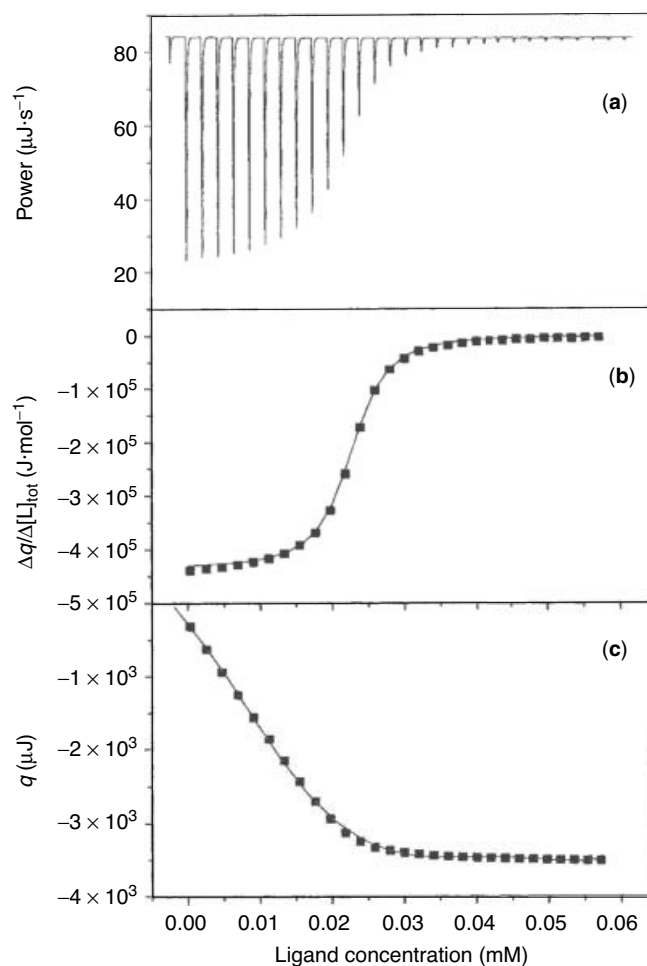 80
60
40
20
Power (μJ·s⁻¹)
(a)
0
−1 × 10⁵
−2 × 10⁵
−3 × 10⁵
−4 × 10⁵
−5 × 10⁵
Δq/Δ[L]tot (J·mol⁻¹)
(b)
−1 × 10³
−2 × 10³
−3 × 10³
−4 × 10³
q (μJ)
(c)
0.00 0.01 0.02 0.03 0.04 0.05 0.06
Ligand concentration (mM)